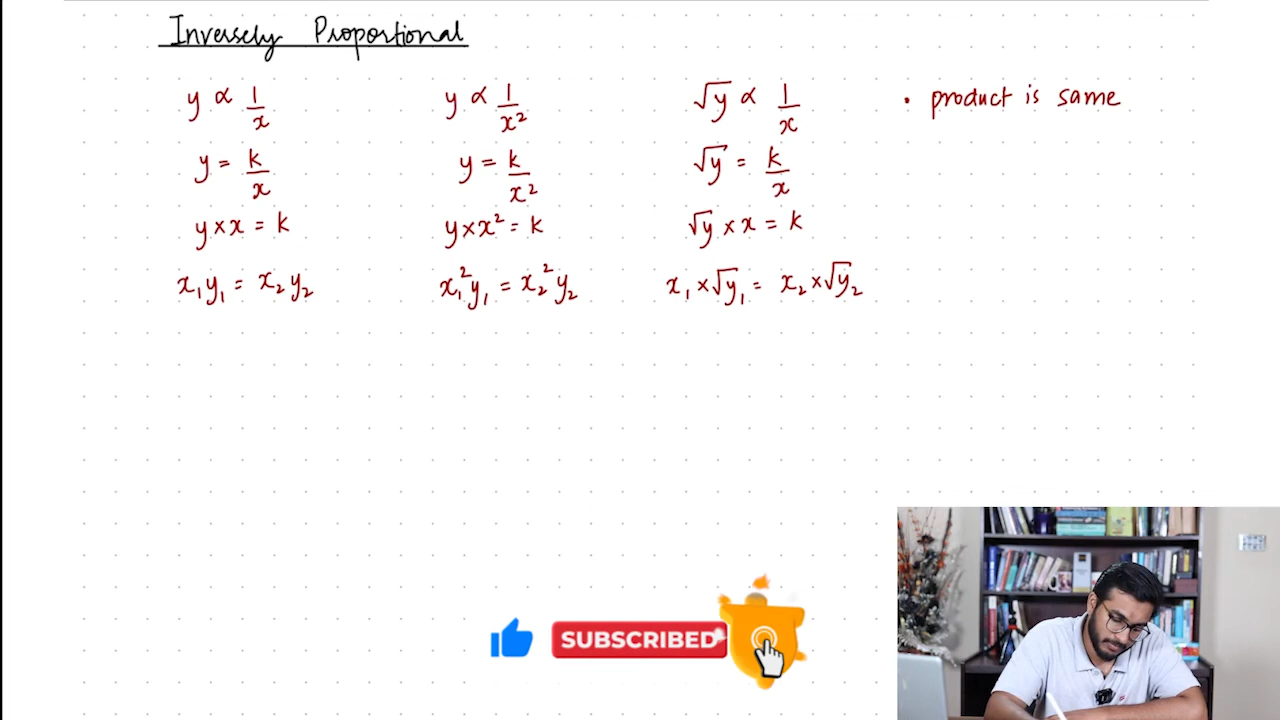 Inversely Proportional
y ∝ 1/x
y = k/x
y × x = k
x₁y₁ = x₂y₂
y ∝ 1/x²
y = k/x²
y × x² = k
x₁²y₁ = x₂²y₂
√y ∝ 1/x
√y = k/x
√y × x = k
x₁ × √y₁ = x₂ × √y₂
• product is same
SUBSCRIBED